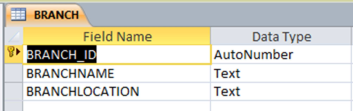 BRANCH
Field Name Data Type
BRANCH_ID AutoNumber
BRANCHNAME Text
BRANCHLOCATION Text